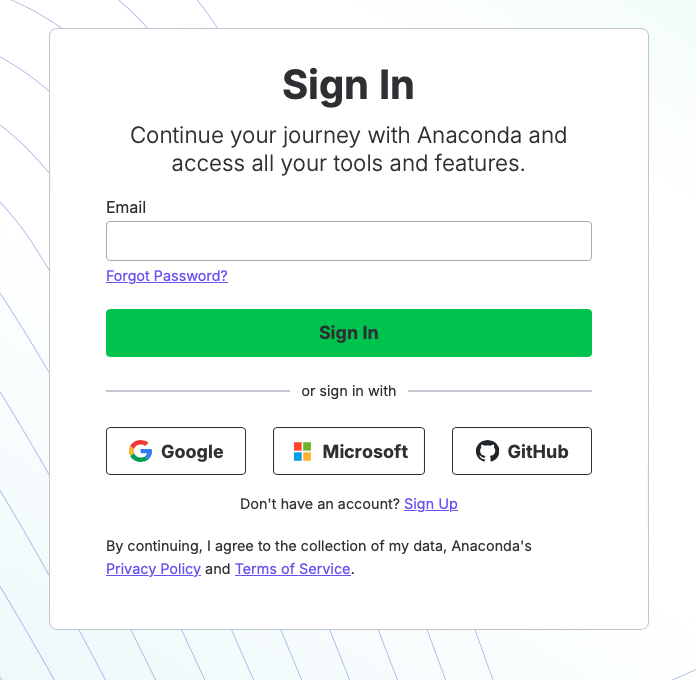 Sign In
Continue your journey with Anaconda and
access all your tools and features.
Email
Forgot Password?
Sign In
or sign in with
Google
Microsoft
GitHub
Don't have an account? Sign Up
By continuing, I agree to the collection of my data, Anaconda's
Privacy Policy and Terms of Service.